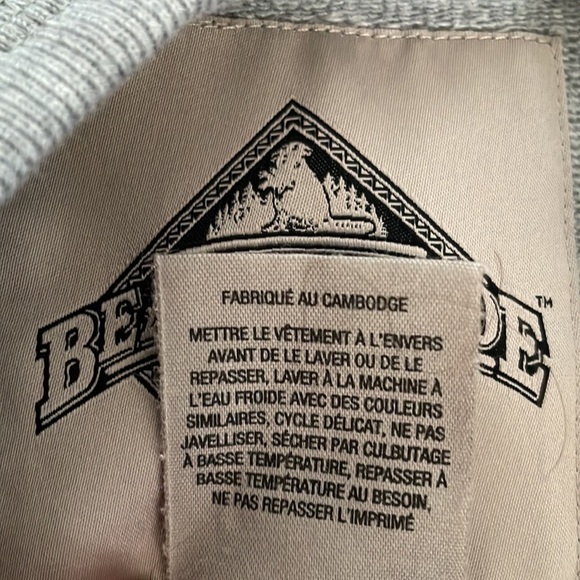 BE
DE™
FABRIQUÉ AU CAMBODGE
METTRE LE VÊTEMENT À L'ENVERS
AVANT DE LE LAVER OU DE LE
REPASSER, LAVER À LA MACHINE À
L'EAU FROIDE AVEC DES COULEURS
SIMILAIRES, CYCLE DÉLICAT, NE PAS
JAVELLISER, SÉCHER PAR CULBUTAGE
À BASSE TEMPÉRATURE, REPASSER À
BASSE TEMPÉRATURE AU BESOIN,
NE PAS REPASSER L'IMPRIMÉ